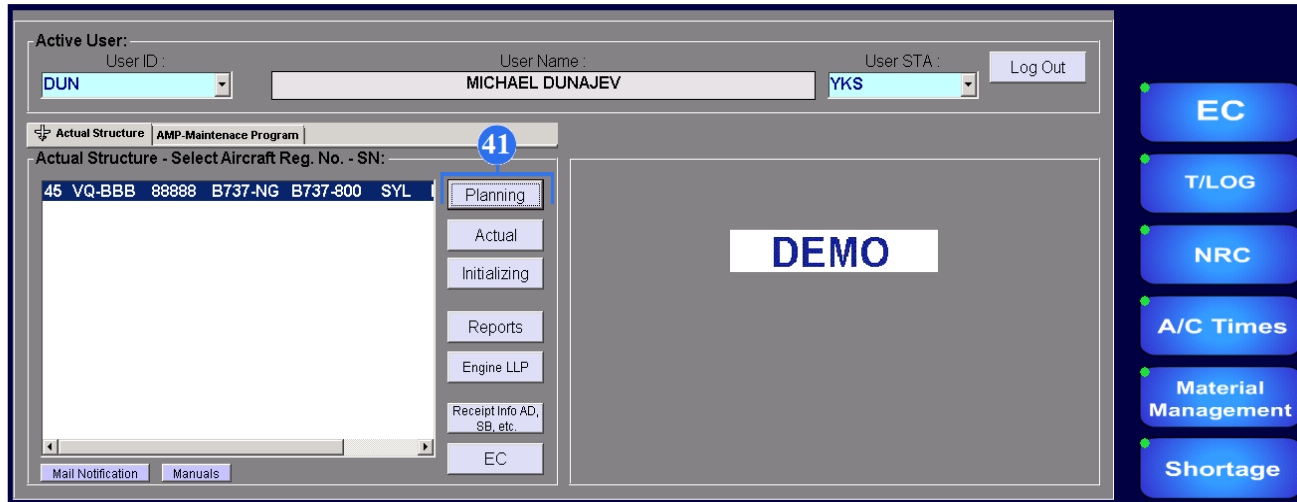 Active User:
User ID :
User Name :
User STA :
DUN
MICHAEL DUNAJEV
YKS
Log Out
Actual Structure
AMP-Maintenace Program
41
Actual Structure - Select Aircraft Reg. No. - SN:
45 VQ-BBB 88888 B737-NG B737-800 SYL
Planning
Actual
Initializing
Reports
Engine LLP
Receipt Info AD,
SB, etc.
EC
Mail Notification
Manuals
DEMO
EC
T/LOG
NRC
A/C Times
Material
Management
Shortage